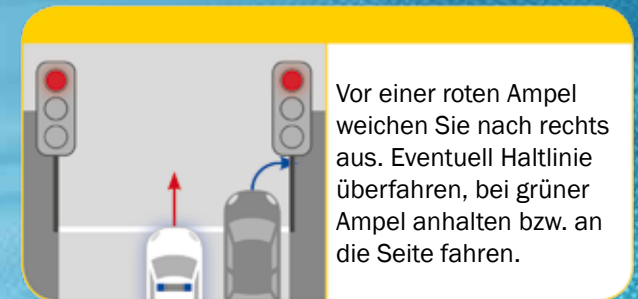 Vor einer roten Ampel
weichen Sie nach rechts
aus. Eventuell Haltlinie
überfahren, bei grüner
Ampel anhalten bzw. an
die Seite fahren.